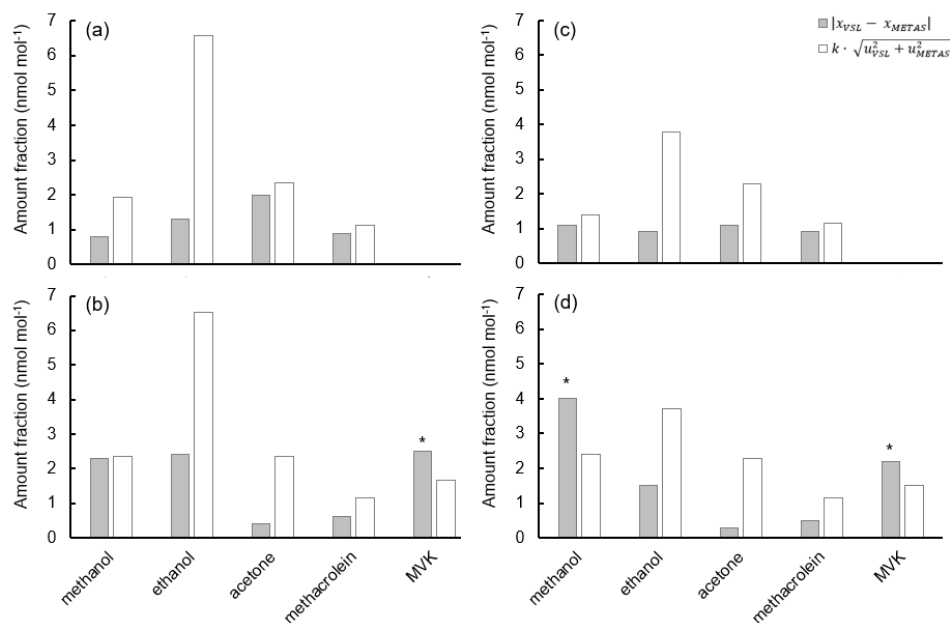 (a)
Amount fraction (nmol mol⁻¹)
7
6
5
4
3
2
1
0
(c)
|x_VSL − x_METAS|
k · √(u²_VSL + u²_METAS)
Amount fraction (nmol mol⁻¹)
7
6
5
4
3
2
1
0
(b)
Amount fraction (nmol mol⁻¹)
7
6
5
4
3
2
1
0
*
methanol
ethanol
acetone
methacrolein
MVK
(d)
Amount fraction (nmol mol⁻¹)
7
6
5
4
3
2
1
0
*
*
methanol
ethanol
acetone
methacrolein
MVK